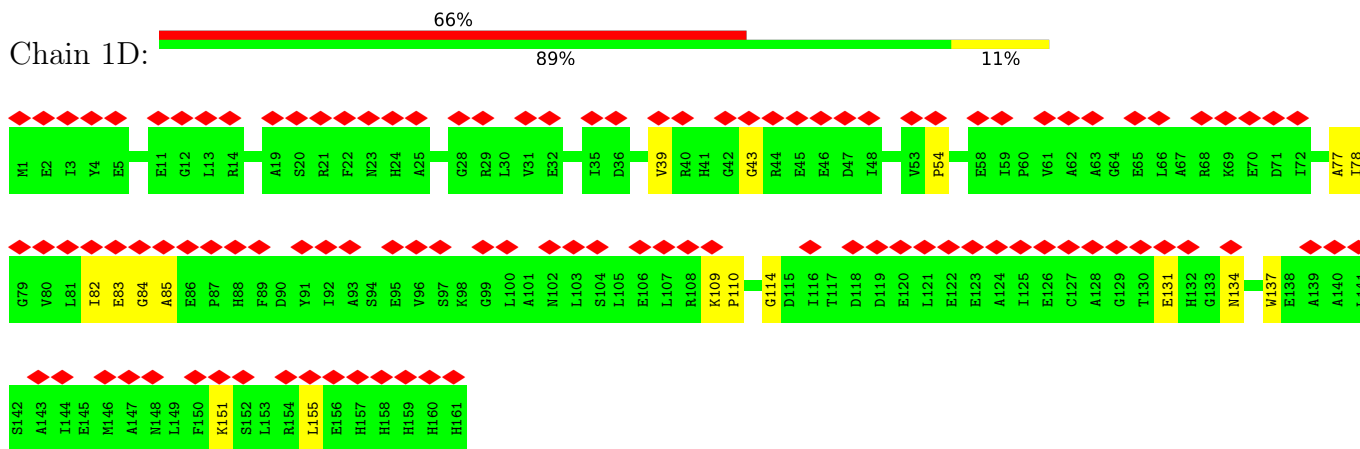 66%
Chain 1D:
89% 11%
M1 E2 I3 Y4 E5 E11 G12 L13 R14 A19 S20 R21 F22 N23 H24 A25 G28 R29 L30 V31 E32 I35 D36 V39 R40 H41 G42 G43 R44 E45 E46 D47 I48 V53 P54 E58 I59 P60 V61 A62 A63 G64 E65 L66 A67 R68 K69 E70 D71 I72 A77 I78
G79 V80 L81 I82 E83 G84 A85 E86 P87 H88 F89 D90 Y91 I92 A93 S94 E95 V96 S97 K98 G99 L100 A101 N102 L103 S104 L105 E106 L107 R108 K109 P110 G114 D115 I116 T117 D118 D119 E120 L121 E122 E123 A124 I125 E126 C127 A128 G129 T130 E131 H132 G133 N134 W137 E138 A139 A140 L141
S142 A143 I144 E145 M146 A147 N148 L149 F150 K151 S152 L153 R154 L155 E156 H157 H158 H159 H160 H161